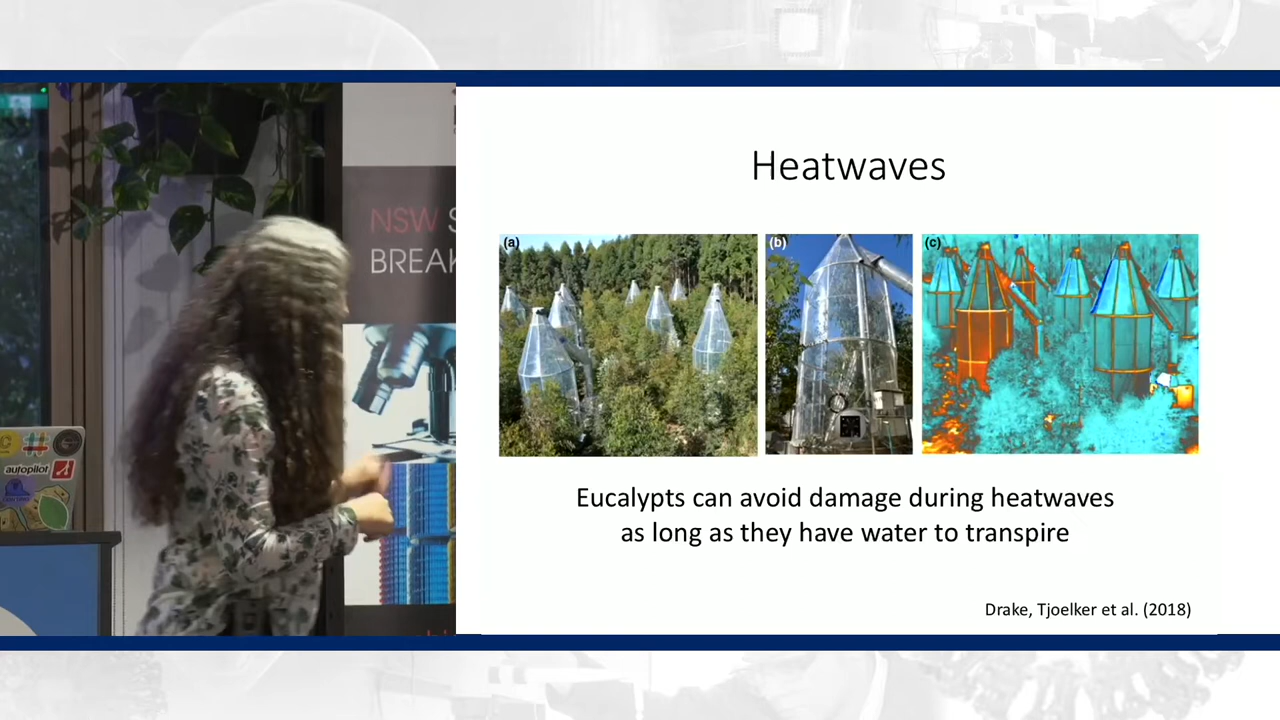 NSW
BREAK
autopilot
Heatwaves
(a)
(b)
(c)
Eucalypts can avoid damage during heatwaves
as long as they have water to transpire
Drake, Tjoelker et al. (2018)